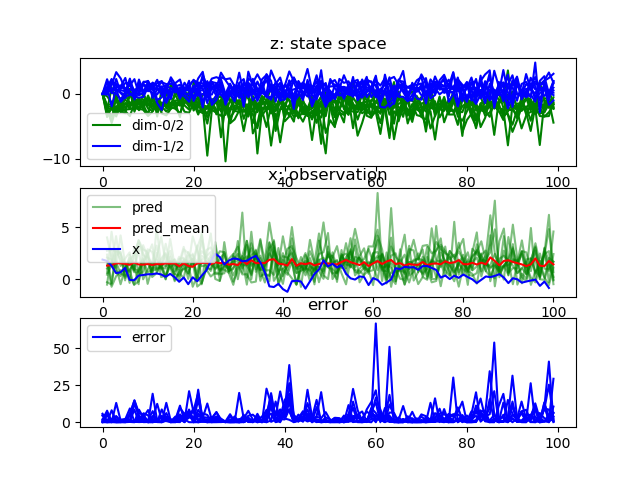 z: state space
0
-10
dim-0/2
dim-1/2
0 20 40 60 80 100
x: observation
5
0
pred
pred_mean
x
0 20 40 60 80 100
error
50
25
0
error
0 20 40 60 80 100